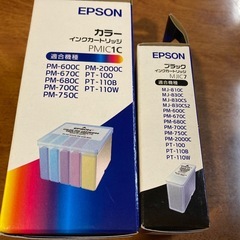 EPSON
カラー
インクカートリッジ
PMIC1C
適合機種
PM-600C PM-2000C
PM-670C PT-100
PM-680C PT-110B
PM-700C PT-110W
PM-750C
EPSON
ブラック
インクカートリッジ
MJIC7
適合機種
MJ-810C
MJ-830C
MJ-830CS
MJ-830CS2
PM-600C
PM-670C
PM-680C
PM-700C
PM-750C
PM-2000C
PT-100
PT-110B
PT-110W